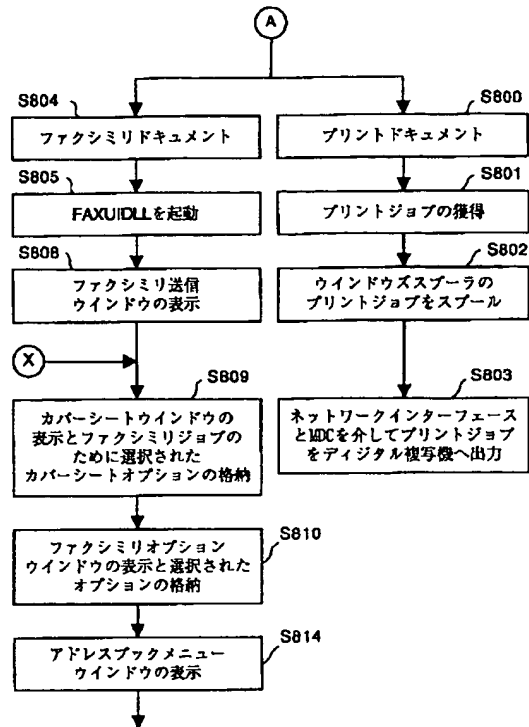 A
S804
ファクシミリドキュメント
S800
プリントドキュメント
S805
FAXUIDLLを起動
S801
プリントジョブの獲得
S808
ファクシミリ送信
ウインドウの表示
S802
ウインドウズスプーラの
プリントジョブをスプール
X
S809
カバーシートウインドウの
表示とファクシミリジョブの
ために選択された
カバーシートオプションの格納
S803
ネットワークインターフェース
とMDCを介してプリントジョブ
をディジタル複写機へ出力
S810
ファクシミリオプション
ウインドウの表示と選択された
オプションの格納
S814
アドレスブックメニュー
ウインドウの表示